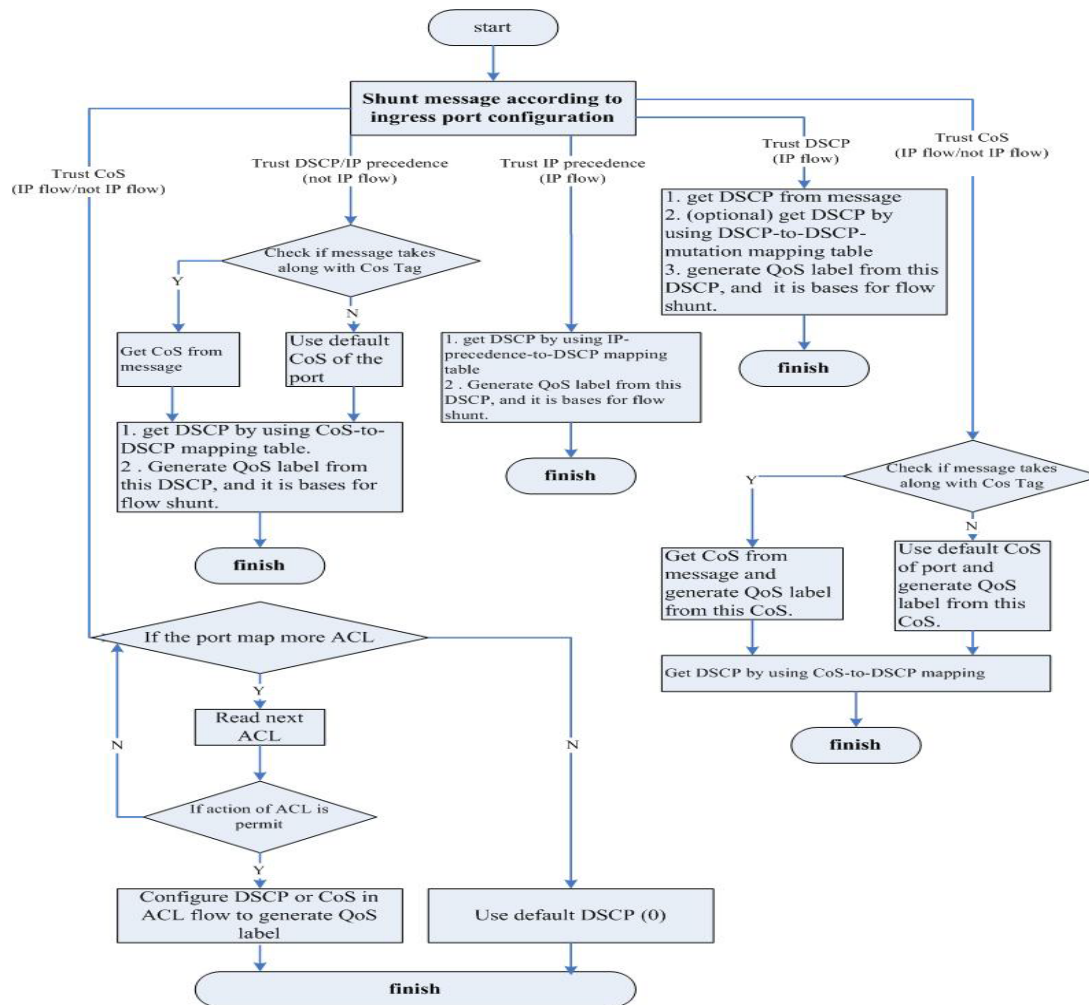 start
Shunt message according to
ingress port configuration
Trust CoS
(IP flow/not IP flow)
Trust DSCP/IP precedence
(not IP flow)
Trust IP precedence
(IP flow)
Trust DSCP
(IP flow)
Trust CoS
(IP flow/not IP flow)
Check if message takes
along with Cos Tag
Y
N
Get CoS from
message
Use default
CoS of the
port
1. get DSCP by using CoS-to-
DSCP mapping table.
2 . Generate QoS label from
this DSCP, and it is bases for
flow shunt.
finish
1. get DSCP by using IP-
precedence-to-DSCP mapping
table
2 . Generate QoS label from this
DSCP, and it is bases for flow
shunt.
finish
1. get DSCP from message
2. (optional) get DSCP by
using DSCP-to-DSCP-
mutation mapping table
3. generate QoS label from this
DSCP, and it is bases for flow
shunt.
finish
Check if message takes
along with Cos Tag
Y
N
Get CoS from
message and
generate QoS label
from this CoS.
Use default CoS
of port and
generate QoS
label from this
CoS.
Get DSCP by using CoS-to-DSCP mapping
finish
If the port map more ACL
Y
N
Read next
ACL
N
If action of ACL is
permit
Y
Configure DSCP or CoS in
ACL flow to generate QoS
label
Use default DSCP (0)
finish